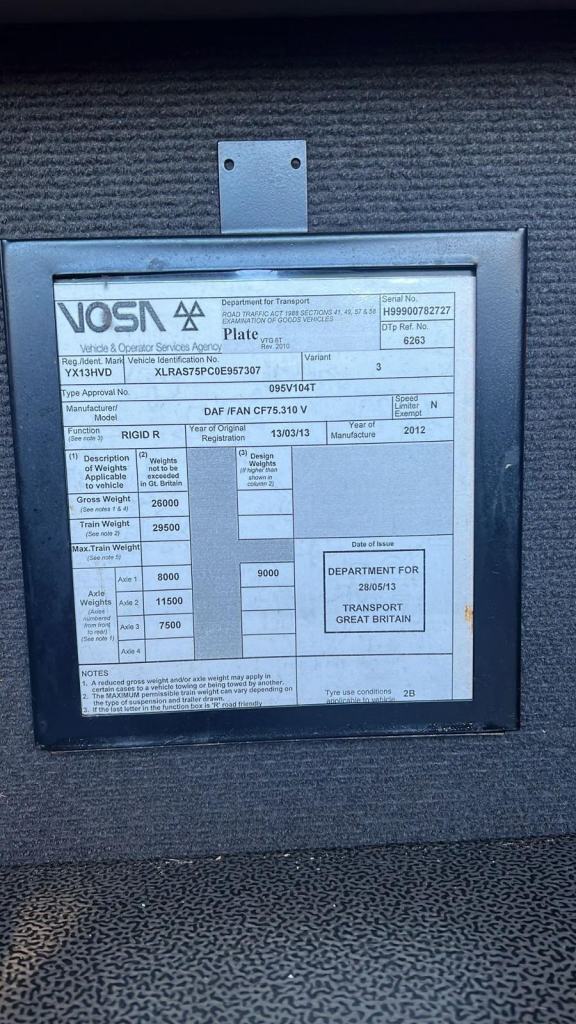 VOSA
Vehicle & Operator Services Agency
Department for Transport
ROAD TRAFFIC ACT 1988 SECTIONS 41, 49, 57 & 58
EXAMINATION OF GOODS VEHICLES
Plate VTG 6T
Rev. 2010
Serial No.
H99900782727
DTp Ref. No.
6263
Reg./Ident. Mark
YX13HVD
Vehicle Identification No.
XLRAS75PC0E957307
Variant
3
Type Approval No. 095V104T
Manufacturer/
Model
DAF /FAN CF75.310 V
Speed
Limiter
Exempt
N
Function
(See note 3)
RIGID R
Year of Original
Registration
13/03/13
Year of
Manufacture
2012
(1) Description
of Weights
Applicable
to vehicle
(2) Weights
not to be
exceeded
in Gt. Britain
(3) Design
Weights
(if higher than
shown in
column 2)
Gross Weight
(See notes 1 & 4)
26000
Train Weight
(See note 2)
29500
Max.Train Weight
(See note 5)
Axle
Weights
(Axles
numbered
from front
to rear)
(See note 1)
Axle 1 8000 9000
Axle 2 11500
Axle 3 7500
Axle 4
Date of Issue
DEPARTMENT FOR
28/05/13
TRANSPORT
GREAT BRITAIN
NOTES
1. A reduced gross weight and/or axle weight may apply in
certain cases to a vehicle towing or being towed by another.
2. The MAXIMUM permissible train weight can vary depending on
the type of suspension and trailer drawn.
3. If the last letter in the function box is 'R' road friendly
Tyre use conditions
applicable to vehicle
2B